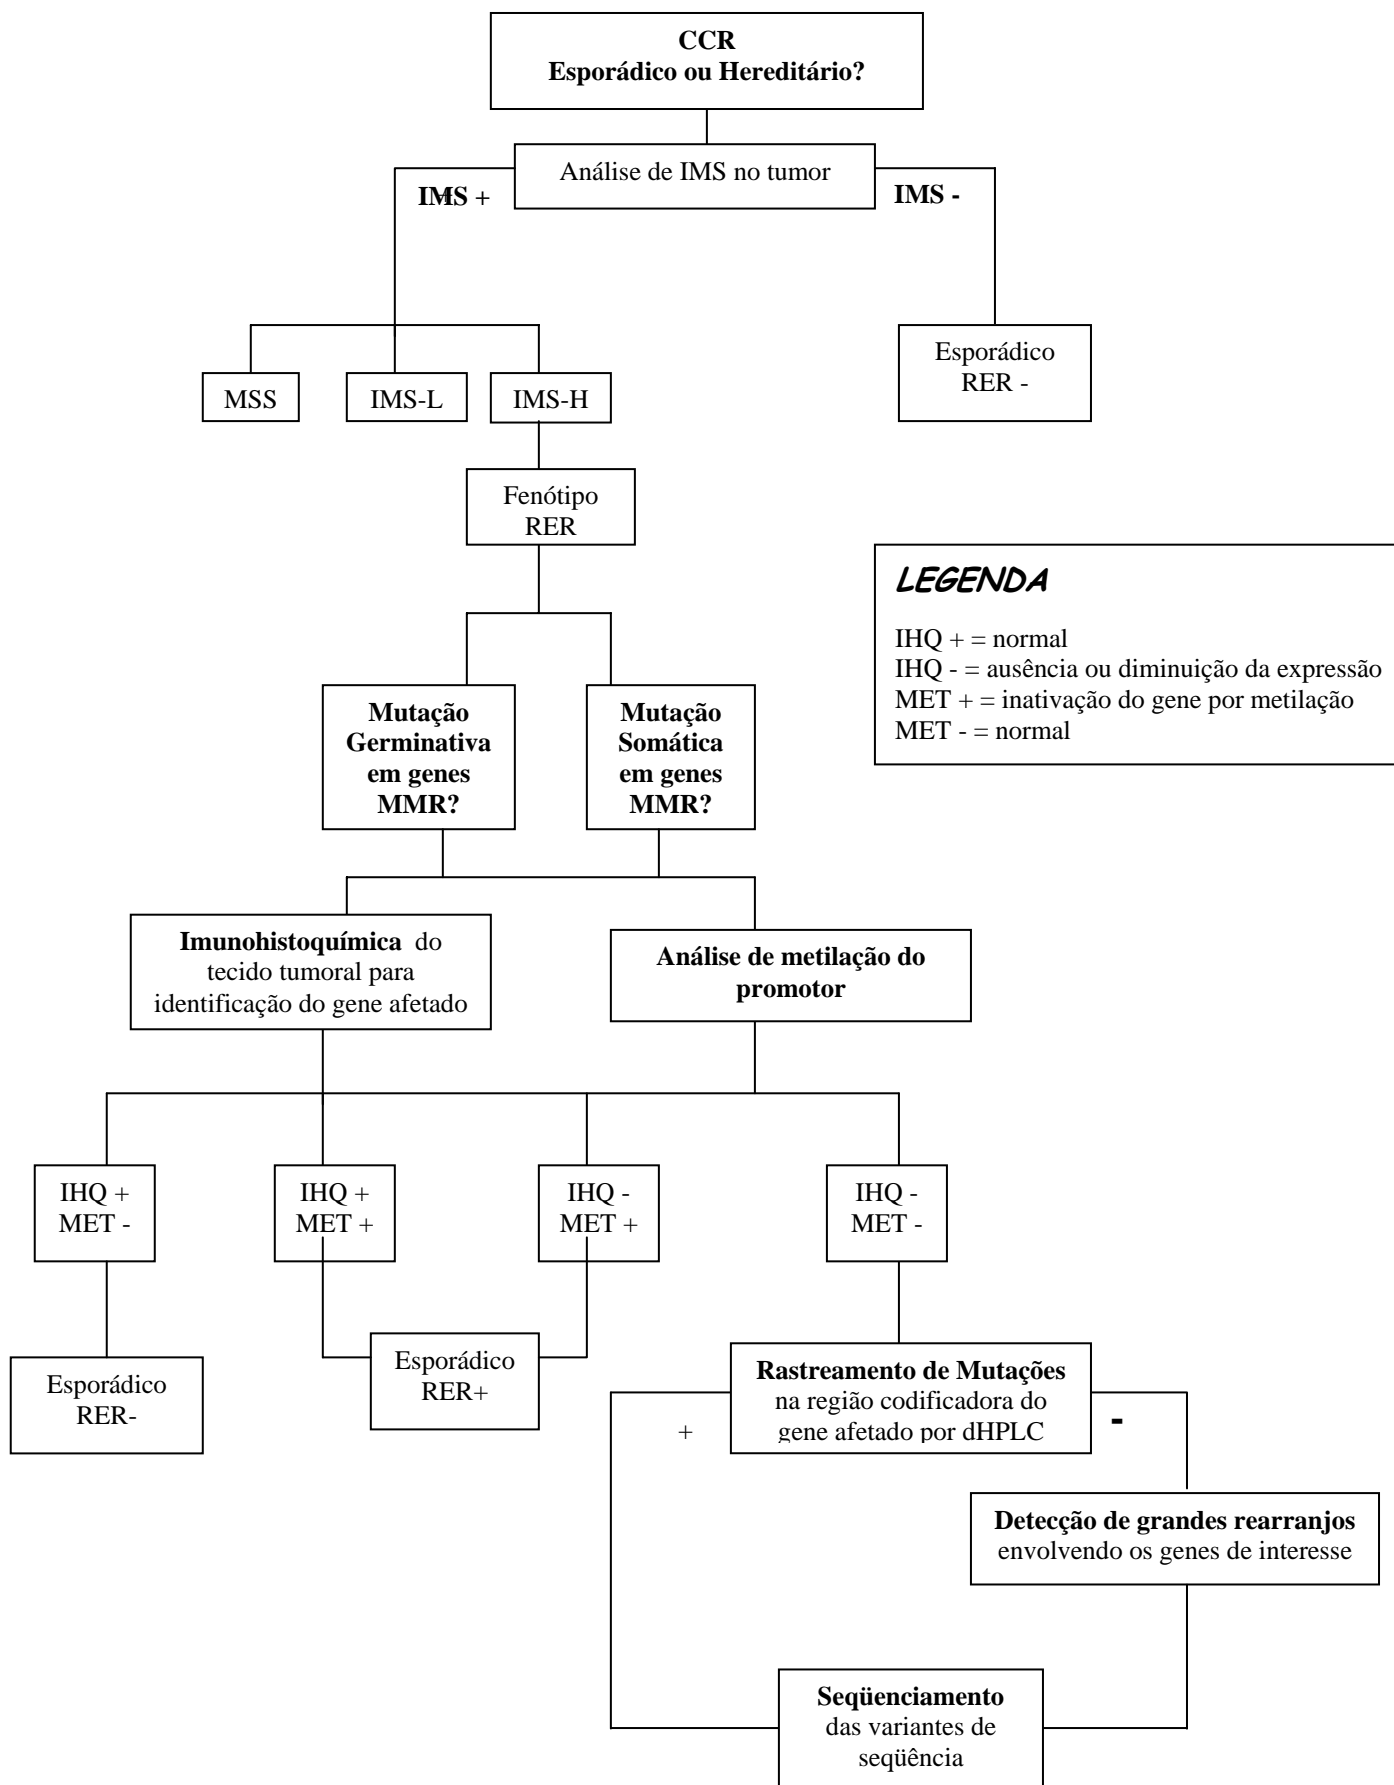 CCR
Esporádico ou Hereditário?
Análise de IMS no tumor
IMS +
+
IMS -
MSS
IMS-L
IMS-H
Esporádico
RER -
Fenótipo
RER
LEGENDA
IHQ + = normal
IHQ - = ausência ou diminuição da expressão
MET + = inativação do gene por metilação
MET - = normal
Mutação
Germinativa
em genes
MMR?
Mutação
Somática
em genes
MMR?
Imunohistoquímica do
tecido tumoral para
identificação do gene afetado
Análise de metilação do
promotor
IHQ +
MET -
IHQ +
MET +
IHQ -
MET +
IHQ -
MET -
Esporádico
RER-
Esporádico
RER+
Rastreamento de Mutações
na região codificadora do
gene afetado por dHPLC
+
-
Detecção de grandes rearranjos
envolvendo os genes de interesse
Seqüenciamento
das variantes de
seqüência